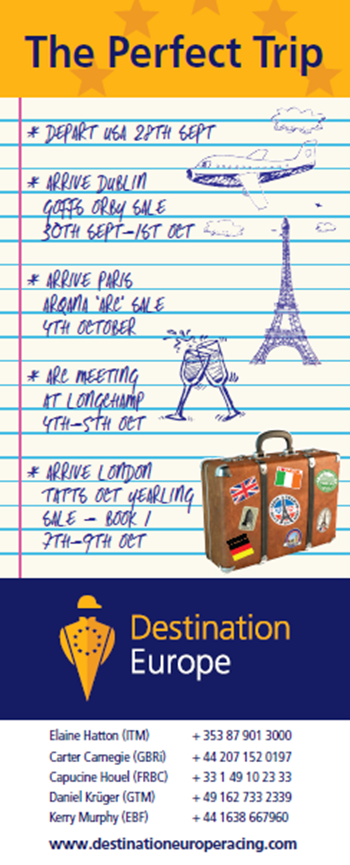 The Perfect Trip
* DEPART USA 28TH SEPT
* ARRIVE DUBLIN
GOFFS ORBY SALE
30TH SEPT–1ST OCT
* ARRIVE PARIS
ARQANA 'ARC' SALE
4TH OCTOBER
* ARC MEETING
AT LONGCHAMP
4TH–5TH OCT
* ARRIVE LONDON
TATTS OCT YEARLING
SALE – BOOK 1
7TH–9TH OCT
Destination
Europe
Elaine Hatton (ITM) + 353 87 901 3000
Carter Carnegie (GBRi) + 44 207 152 0197
Capucine Houel (FRBC) + 33 1 49 10 23 33
Daniel Krüger (GTM) + 49 162 733 2339
Kerry Murphy (EBF) + 44 1638 667960
www.destinationeuroperacing.com